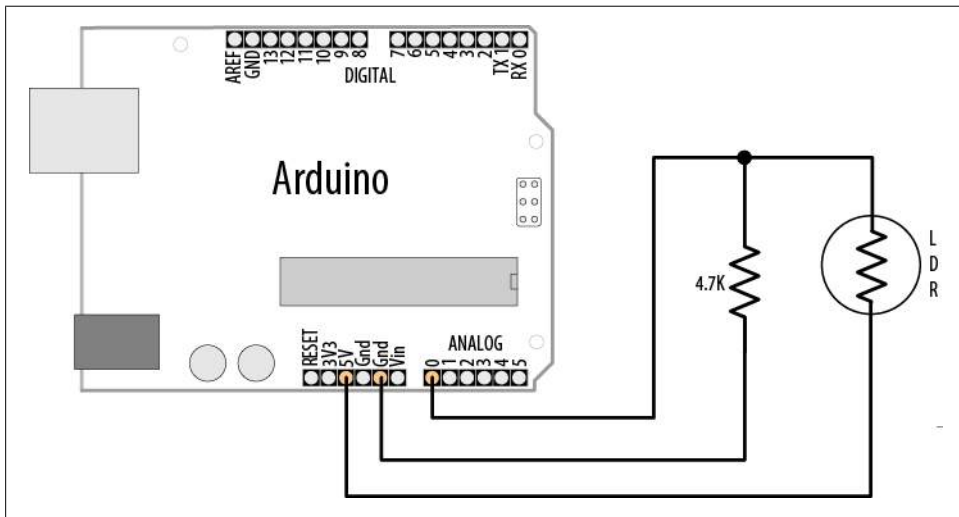 AREF
GND
13
12
11
10
9
8
7
6
5
4
3
2
TX 1
RX 0
DIGITAL
Arduino
L
D
R
4.7K
ANALOG
RESET
3V3
5V
Gnd
Gnd
Vin
0
1
2
3
4
5